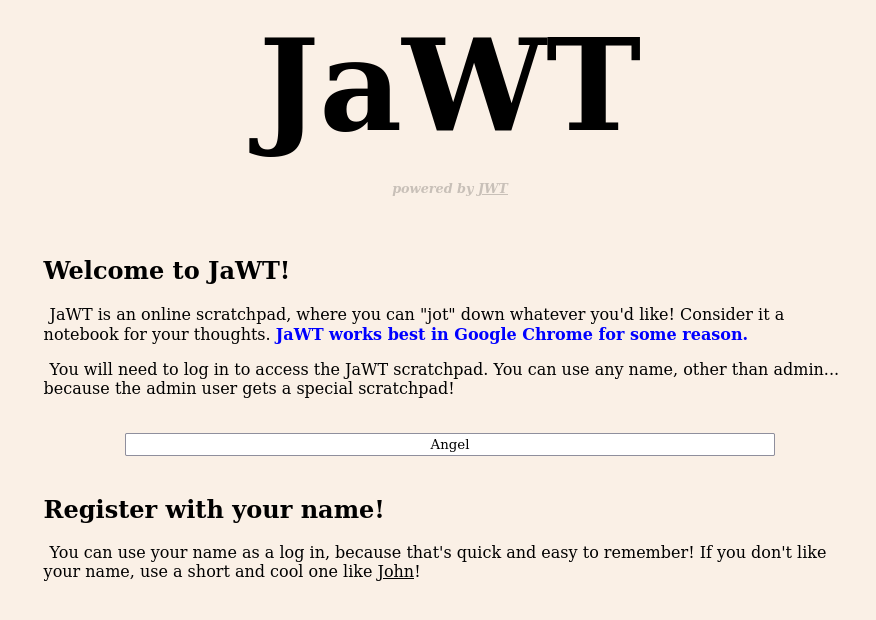 JaWT
powered by JWT
Welcome to JaWT!
JaWT is an online scratchpad, where you can "jot" down whatever you'd like! Consider it a
notebook for your thoughts. JaWT works best in Google Chrome for some reason.
You will need to log in to access the JaWT scratchpad. You can use any name, other than admin...
because the admin user gets a special scratchpad!
Angel
Register with your name!
You can use your name as a log in, because that's quick and easy to remember! If you don't like
your name, use a short and cool one like John!